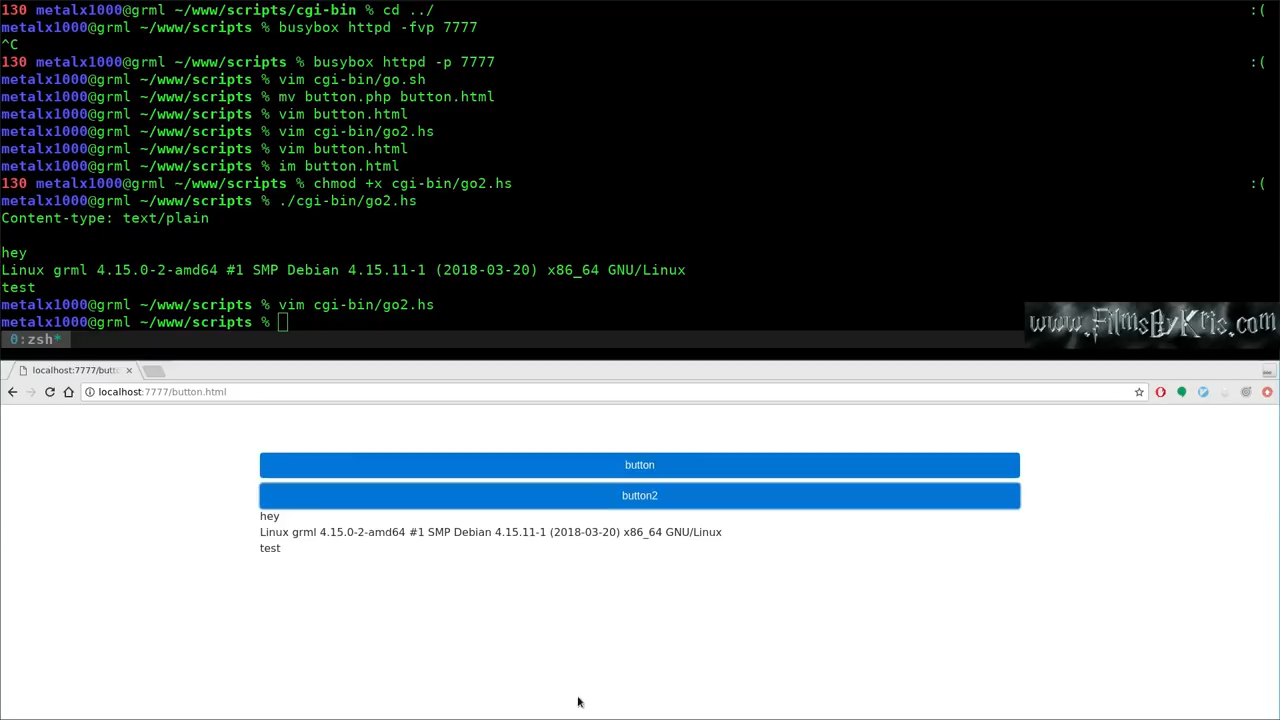 130 metalx1000@grml ~/www/scripts/cgi-bin % cd ../ :(
metalx1000@grml ~/www/scripts % busybox httpd -fvp 7777
^C
130 metalx1000@grml ~/www/scripts % busybox httpd -p 7777 :(
metalx1000@grml ~/www/scripts % vim cgi-bin/go.sh
metalx1000@grml ~/www/scripts % mv button.php button.html
metalx1000@grml ~/www/scripts % vim button.html
metalx1000@grml ~/www/scripts % vim cgi-bin/go2.hs
metalx1000@grml ~/www/scripts % vim button.html
metalx1000@grml ~/www/scripts % im button.html
130 metalx1000@grml ~/www/scripts % chmod +x cgi-bin/go2.hs :(
metalx1000@grml ~/www/scripts % ./cgi-bin/go2.hs
Content-type: text/plain
hey
Linux grml 4.15.0-2-amd64 #1 SMP Debian 4.15.11-1 (2018-03-20) x86_64 GNU/Linux
test
metalx1000@grml ~/www/scripts % vim cgi-bin/go2.hs
metalx1000@grml ~/www/scripts %
www.FilmsByKris.com
0:zsh*
localhost:7777/butt
localhost:7777/button.html
button
button2
hey
Linux grml 4.15.0-2-amd64 #1 SMP Debian 4.15.11-1 (2018-03-20) x86_64 GNU/Linux
test